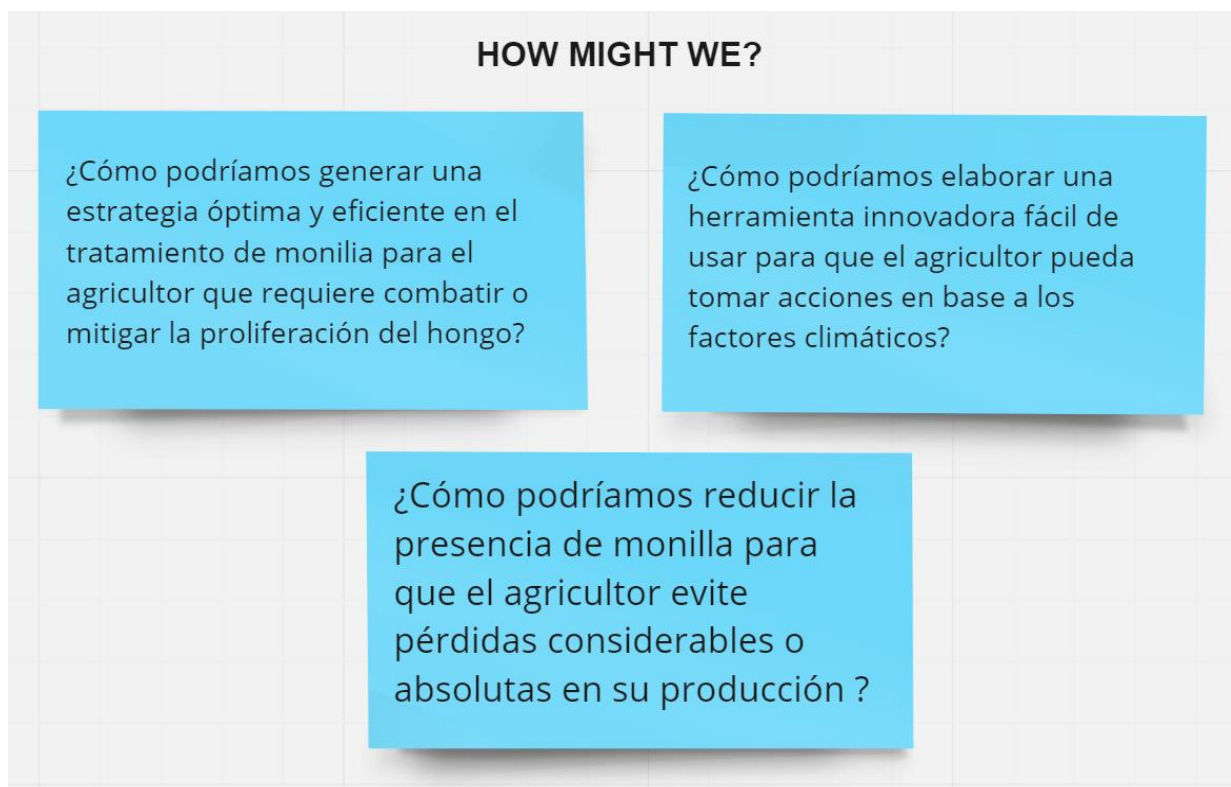 HOW MIGHT WE?
¿Cómo podríamos generar una
estrategia óptima y eficiente en el
tratamiento de monilia para el
agricultor que requiere combatir o
mitigar la proliferación del hongo?
¿Cómo podríamos elaborar una
herramienta innovadora fácil de
usar para que el agricultor pueda
tomar acciones en base a los
factores climáticos?
¿Cómo podríamos reducir la
presencia de monilla para
que el agricultor evite
pérdidas considerables o
absolutas en su producción ?